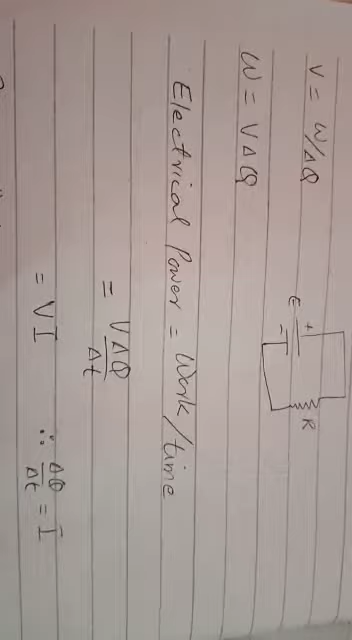 V = W/ΔQ
E + - R
W = VΔQ
Electrical Power = Work/time
= VΔQ/Δt
= VI ∴ ΔQ/Δt = I